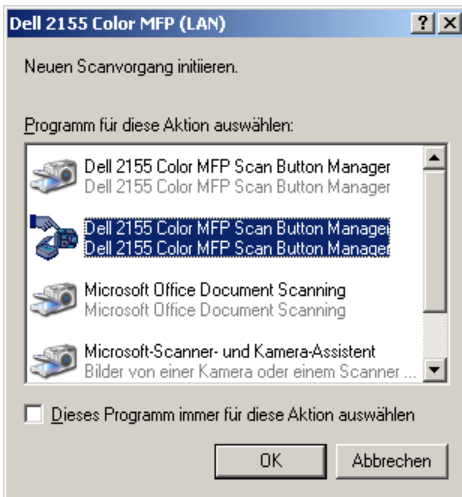 Dell 2155 Color MFP (LAN)
Neuen Scanvorgang initiieren.
Programm für diese Aktion auswählen:
Dell 2155 Color MFP Scan Button Manager
Dell 2155 Color MFP Scan Button Manager
Dell 2155 Color MFP Scan Button Manager
Dell 2155 Color MFP Scan Button Manager
Microsoft Office Document Scanning
Microsoft Office Document Scanning
Microsoft-Scanner- und Kamera-Assistent
Bilder von einer Kamera oder einem Scanner ...
Dieses Programm immer für diese Aktion auswählen
OK
Abbrechen